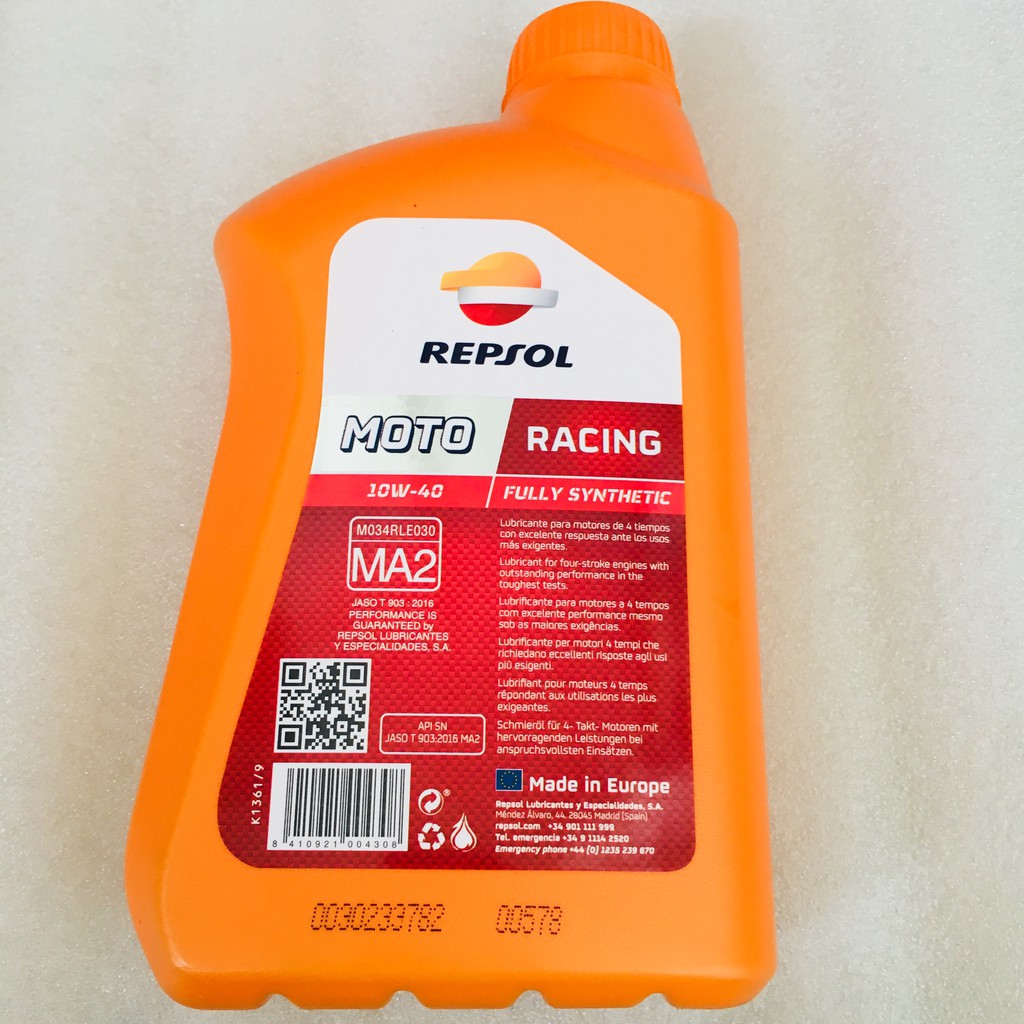 REPSOL
MOTO
RACING
10W-40
FULLY SYNTHETIC
M034RLE030
MA2
JASO T 903 : 2016
PERFORMANCE IS
GUARANTEED by
REPSOL LUBRICANTES
Y ESPECIALIDADES, S.A.
Lubricante para motores de 4 tiempos
con excelente respuesta ante los usos
más exigentes.
Lubricant for four-stroke engines with
outstanding performance in the
toughest tests.
Lubrificante para motores a 4 tempos
com excelente performance mesmo
sob as maiores exigências.
Lubrificante per motori 4 tempi che
richiedano eccellenti risposte agli usi
più esigenti.
Lubrifiant pour moteurs 4 temps
répondant aux utilisations les plus
exigeantes.
Schmieröl für 4- Takt- Motoren mit
hervorragenden Leistungen bei
anspruchsvollsten Einsätzen.
API SN
JASO T 903:2016 MA2
K1361/9
8 410921 004308
®
Made in Europe
Repsol Lubricantes y Especialidades, S.A.
Méndez Álvaro, 44. 28045 Madrid (Spain)
repsol.com +34 901 111 999
Tel. emergencia +34 9 1114 2520
Emergency phone +44 (0) 1235 239 670
0030233782 00578